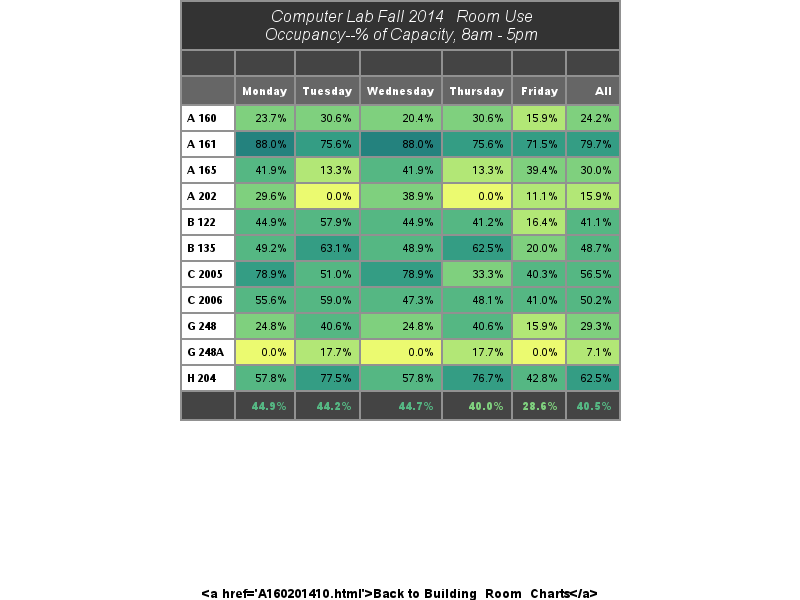 Computer Lab Fall 2014   Room Use
Occupancy--% of Capacity, 8am - 5pm
Monday Tuesday Wednesday Thursday Friday All
A 160 23.7% 30.6% 20.4% 30.6% 15.9% 24.2%
A 161 88.0% 75.6% 88.0% 75.6% 71.5% 79.7%
A 165 41.9% 13.3% 41.9% 13.3% 39.4% 30.0%
A 202 29.6% 0.0% 38.9% 0.0% 11.1% 15.9%
B 122 44.9% 57.9% 44.9% 41.2% 16.4% 41.1%
B 135 49.2% 63.1% 48.9% 62.5% 20.0% 48.7%
C 2005 78.9% 51.0% 78.9% 33.3% 40.3% 56.5%
C 2006 55.6% 59.0% 47.3% 48.1% 41.0% 50.2%
G 248 24.8% 40.6% 24.8% 40.6% 15.9% 29.3%
G 248A 0.0% 17.7% 0.0% 17.7% 0.0% 7.1%
H 204 57.8% 77.5% 57.8% 76.7% 42.8% 62.5%
44.9% 44.2% 44.7% 40.0% 28.6% 40.5%
<a href='A160201410.html'>Back to Building  Room  Charts</a>